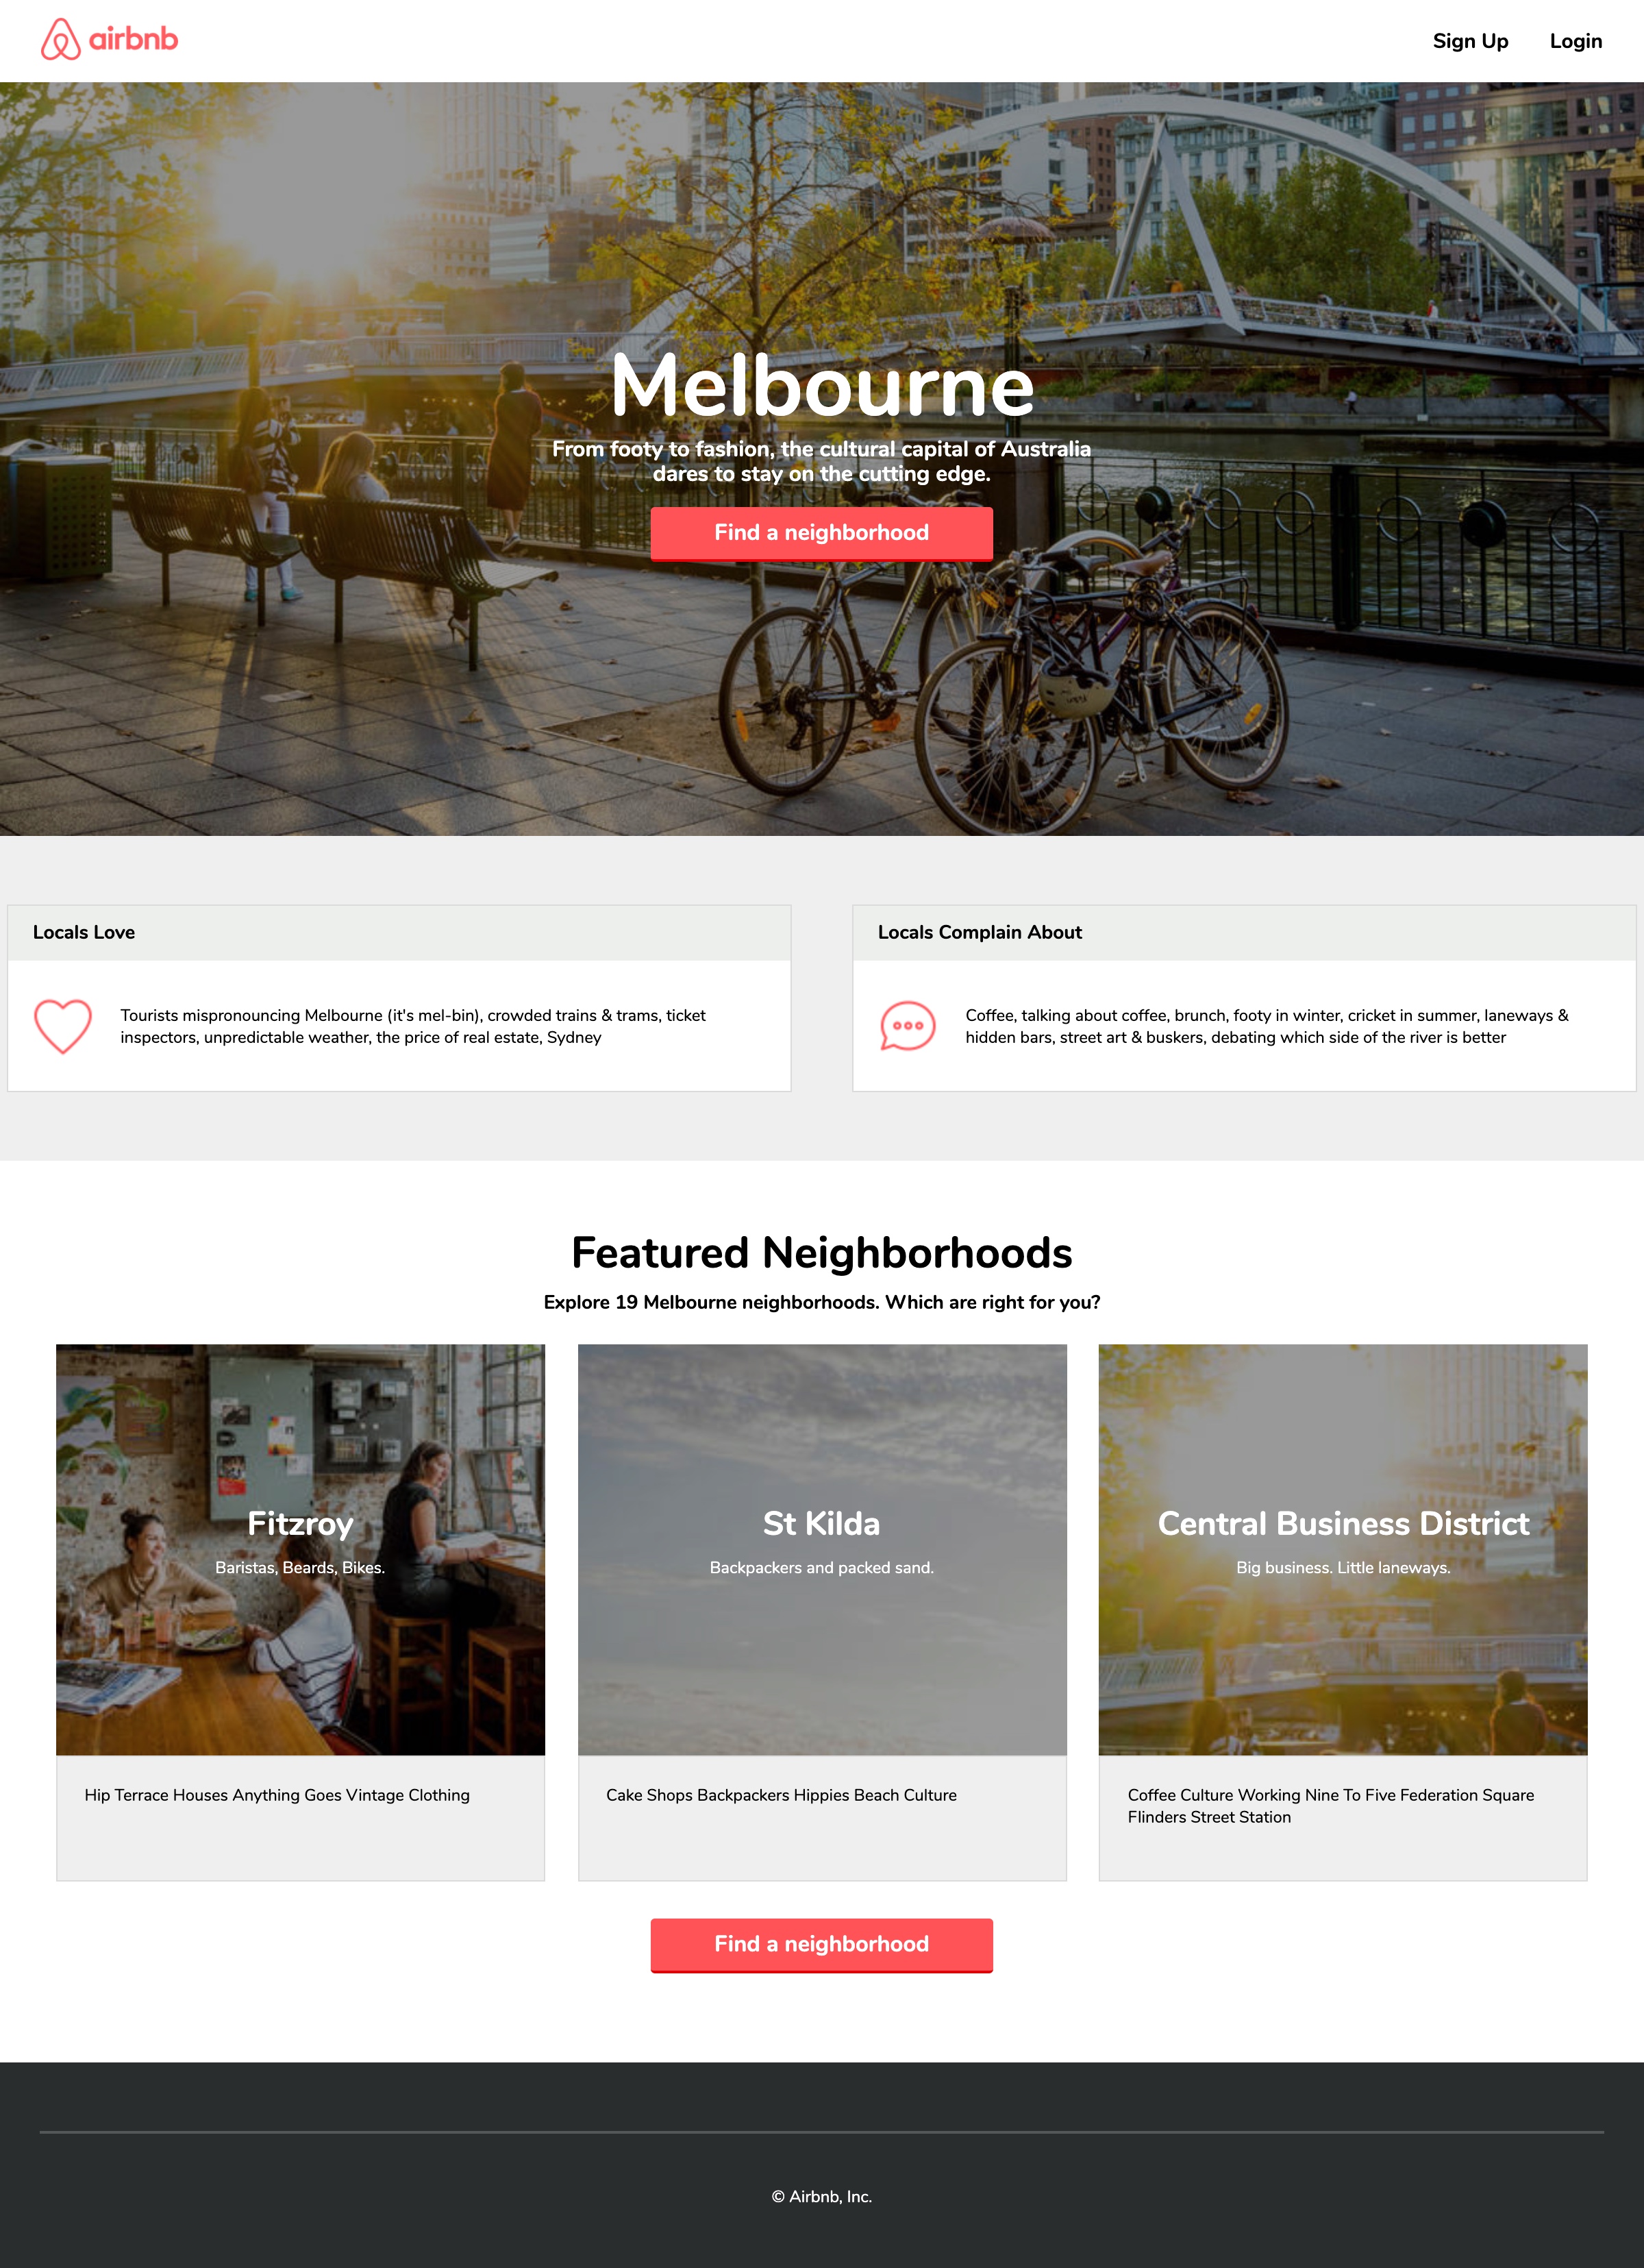 airbnb
Sign Up
Login
Melbourne
From footy to fashion, the cultural capital of Australia
dares to stay on the cutting edge.
Find a neighborhood
Locals Love
Tourists mispronouncing Melbourne (it's mel-bin), crowded trains & trams, ticket
inspectors, unpredictable weather, the price of real estate, Sydney
Locals Complain About
Coffee, talking about coffee, brunch, footy in winter, cricket in summer, laneways &
hidden bars, street art & buskers, debating which side of the river is better
Featured Neighborhoods
Explore 19 Melbourne neighborhoods. Which are right for you?
Fitzroy
Baristas, Beards, Bikes.
Hip Terrace Houses Anything Goes Vintage Clothing
St Kilda
Backpackers and packed sand.
Cake Shops Backpackers Hippies Beach Culture
Central Business District
Big business. Little laneways.
Coffee Culture Working Nine To Five Federation Square
Flinders Street Station
Find a neighborhood
© Airbnb, Inc.